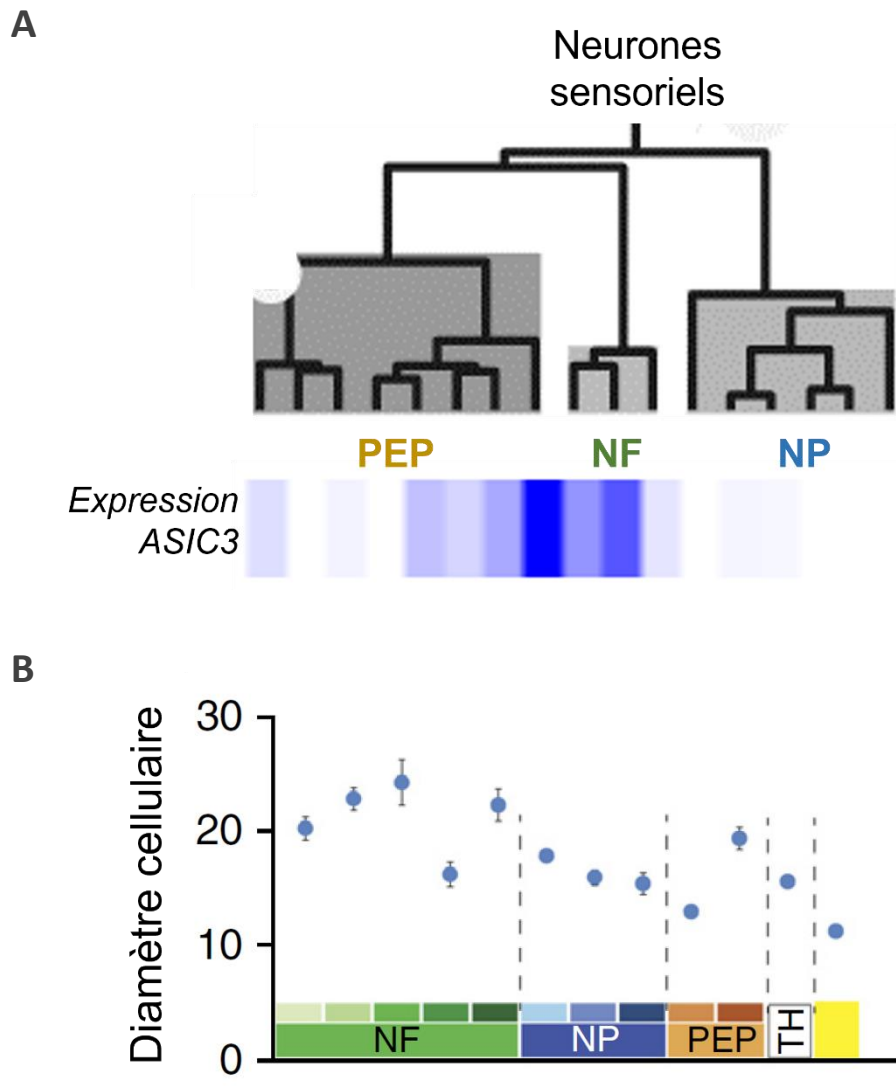 A
Neurones
sensoriels
PEP NF NP
Expression
ASIC3
B
Diamètre cellulaire
30
20
10
0
NF NP PEP TH